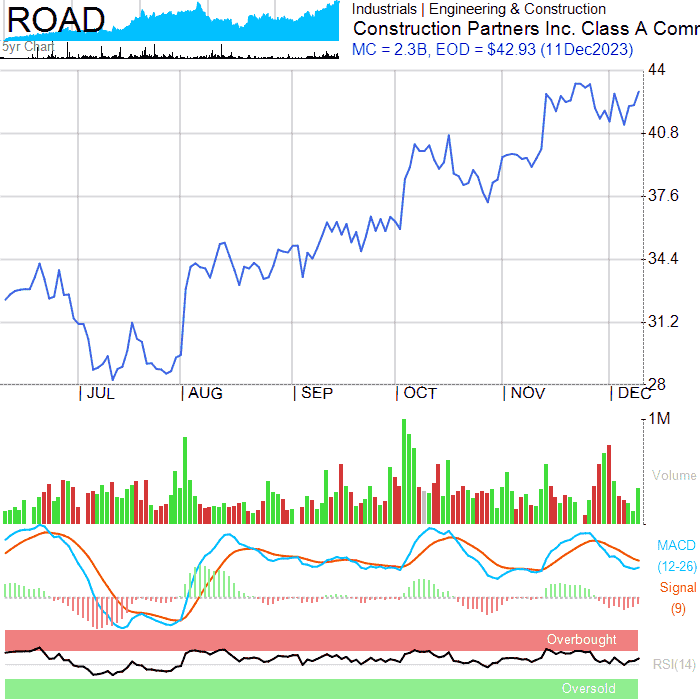 ROAD
5yr Chart
Industrials | Engineering & Construction
Construction Partners Inc. Class A Comm
MC = 2.3B, EOD = $42.93 (11Dec2023)
44
40.8
37.6
34.4
31.2
28
JUL
AUG
SEP
OCT
NOV
DEC
1M
Volume
MACD
(12-26)
Signal
(9)
Overbought
RSI(14)
Oversold